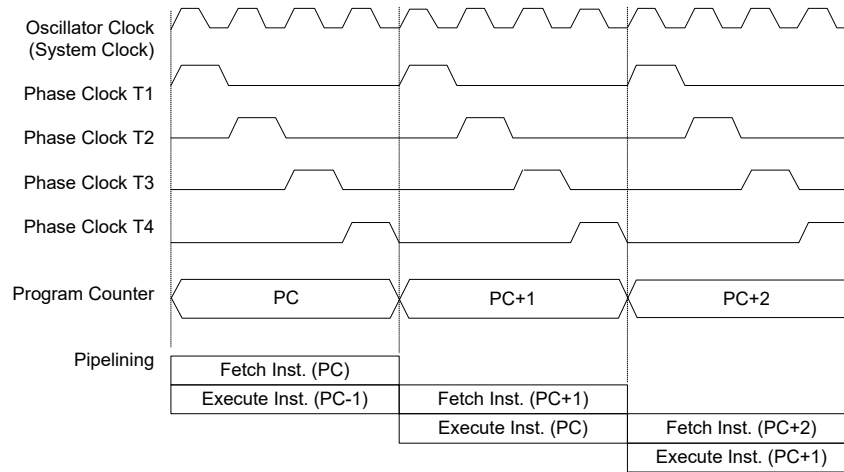 Oscillator Clock
(System Clock)
Phase Clock T1
Phase Clock T2
Phase Clock T3
Phase Clock T4
Program Counter
PC
PC+1
PC+2
Pipelining
Fetch Inst. (PC)
Execute Inst. (PC-1)
Fetch Inst. (PC+1)
Execute Inst. (PC)
Fetch Inst. (PC+2)
Execute Inst. (PC+1)